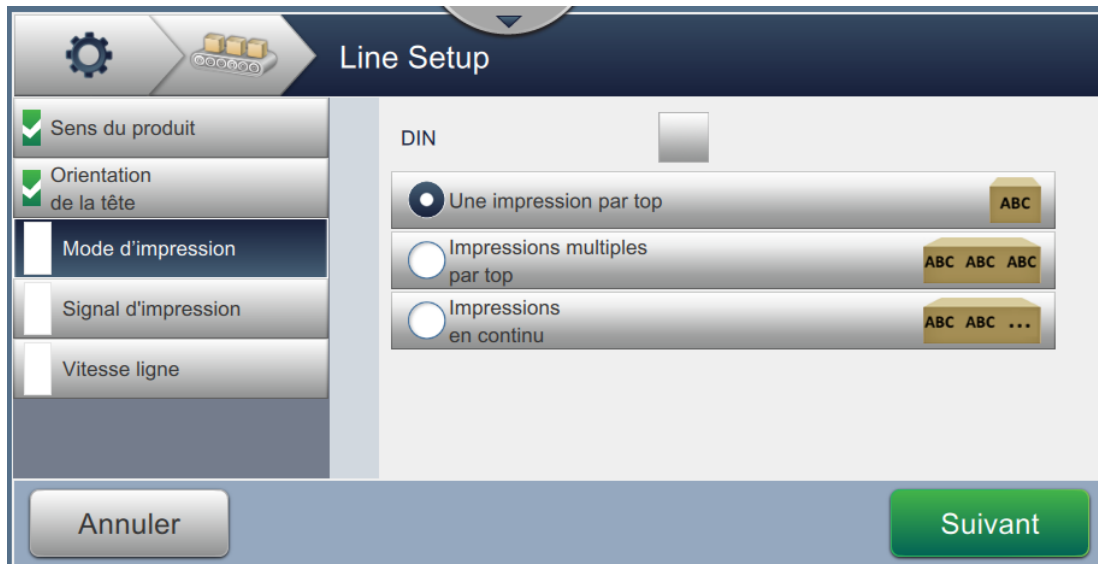 Line Setup
Sens du produit
Orientation
de la tête
Mode d'impression
Signal d'impression
Vitesse ligne
DIN
Une impression par top
ABC
Impressions multiples
par top
ABC ABC ABC
Impressions
en continu
ABC ABC ...
Annuler
Suivant